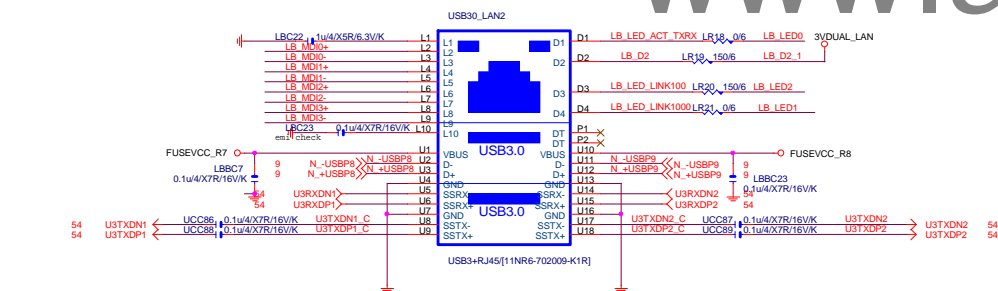 USB30_LAN2
LBC22 1u/4/X5R/6.3V/K L1 L1 D1 D1 LB_LED_ACT_TXRX LR18 0/6 LB_LED0 3VDUAL_LAN
LB_MDI0+ L2 L2
LB_MDI0- L3 L3 D2 D2 LB_D2 LR19 150/6 LB_D2_1
LB_MDI1+ L4 L4
LB_MDI1- L5 L5
LB_MDI2+ L6 L6 D3 D3 LB_LED_LINK100 LR20 150/6 LB_LED2
LB_MDI2- L7 L7
LB_MDI3+ L8 L8 D4 D4 LB_LED_LINK1000 LR21 0/6 LB_LED1
LB_MDI3- L9 L9
LBC23 0.1u/4/X7R/16V/K L10 L10 DT P1
emi check DT P2
FUSEVCC_R7 U1 VBUS USB3.0 VBUS U10 FUSEVCC_R8
9 N_-USBP8 N_-USBP8 U2 D- D- U11 N_-USBP9 N_-USBP9 9
LBBC7 9 N_+USBP8 N_+USBP8 U3 D+ D+ U12 N_+USBP9 N_+USBP9 9 LBBC23
0.1u/4/X7R/16V/K U4 GND GND U13 0.1u/4/X7R/16V/K
54 U3RXDN1 U5 SSRX- SSRX- U14 U3RXDN2 54
54 U3RXDP1 U6 SSRX+ USB3.0 SSRX+ U15 U3RXDP2 54
U7 GND GND U16
54 U3TXDN1 UCC86 0.1u/4/X7R/16V/K U3TXDN1_C U8 SSTX- SSTX- U17 U3TXDN2_C UCC87 0.1u/4/X7R/16V/K U3TXDN2 U3TXDN2 54
54 U3TXDP1 UCC88 0.1u/4/X7R/16V/K U3TXDP1_C U9 SSTX+ SSTX+ U18 U3TXDP2_C UCC89 0.1u/4/X7R/16V/K U3TXDP2 U3TXDP2 54
USB3+RJ45/[11NR6-702009-K1R]